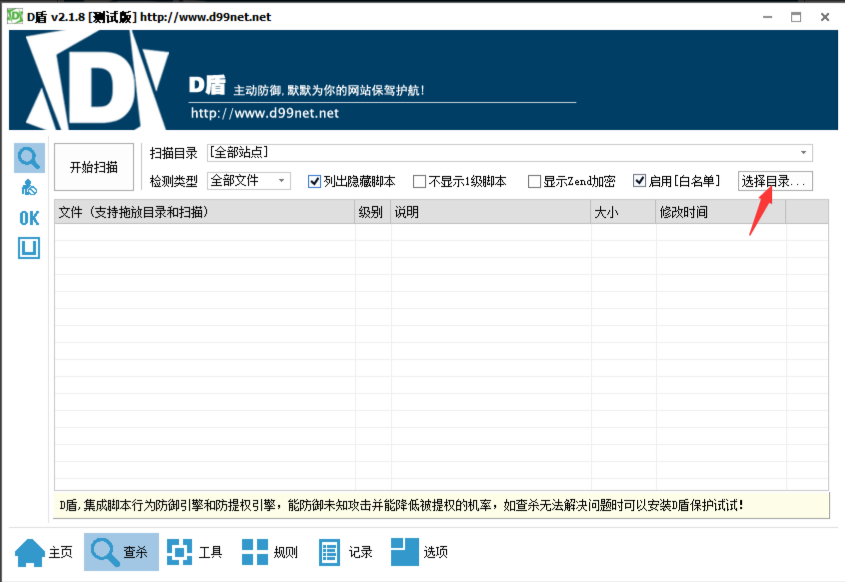 D盾 v2.1.8 [测试版] http://www.d99net.net
D盾 主动防御,默默为你的网站保驾护航!
http://www.d99net.net
开始扫描
扫描目录 [全部站点]
检测类型 全部文件 列出隐藏脚本 不显示1级脚本 显示Zend加密 启用[白名单] 选择目录...
OK
文件（支持拖放目录和扫描） 级别 说明 大小 修改时间
D盾,集成脚本行为防御引擎和防提权引擎，能防御未知攻击并能降低被提权的机率，如查杀无法解决问题时可以安装D盾保护试试!
主页 查杀 工具 规则 记录 选项